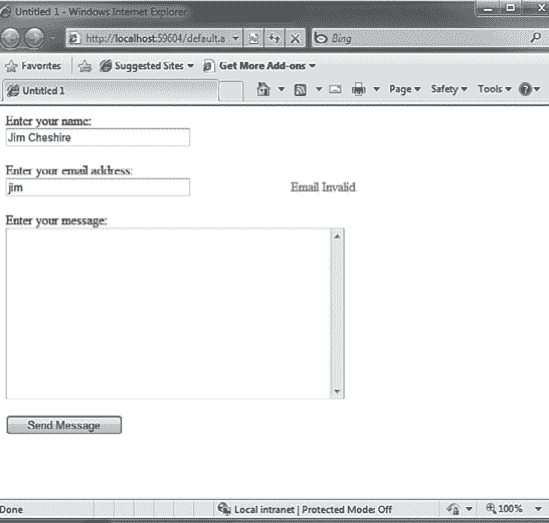 Untitled 1 - Windows Internet Explorer
http://localhost:59604/default.a
Bing
Favorites
Suggested Sites
Get More Add-ons
Untitled 1
Page
Safety
Tools
Enter your name:
Jim Cheshire
Enter your email address:
jim
Email Invalid
Enter your message:
Send Message
Done
Local intranet | Protected Mode: Off
100%